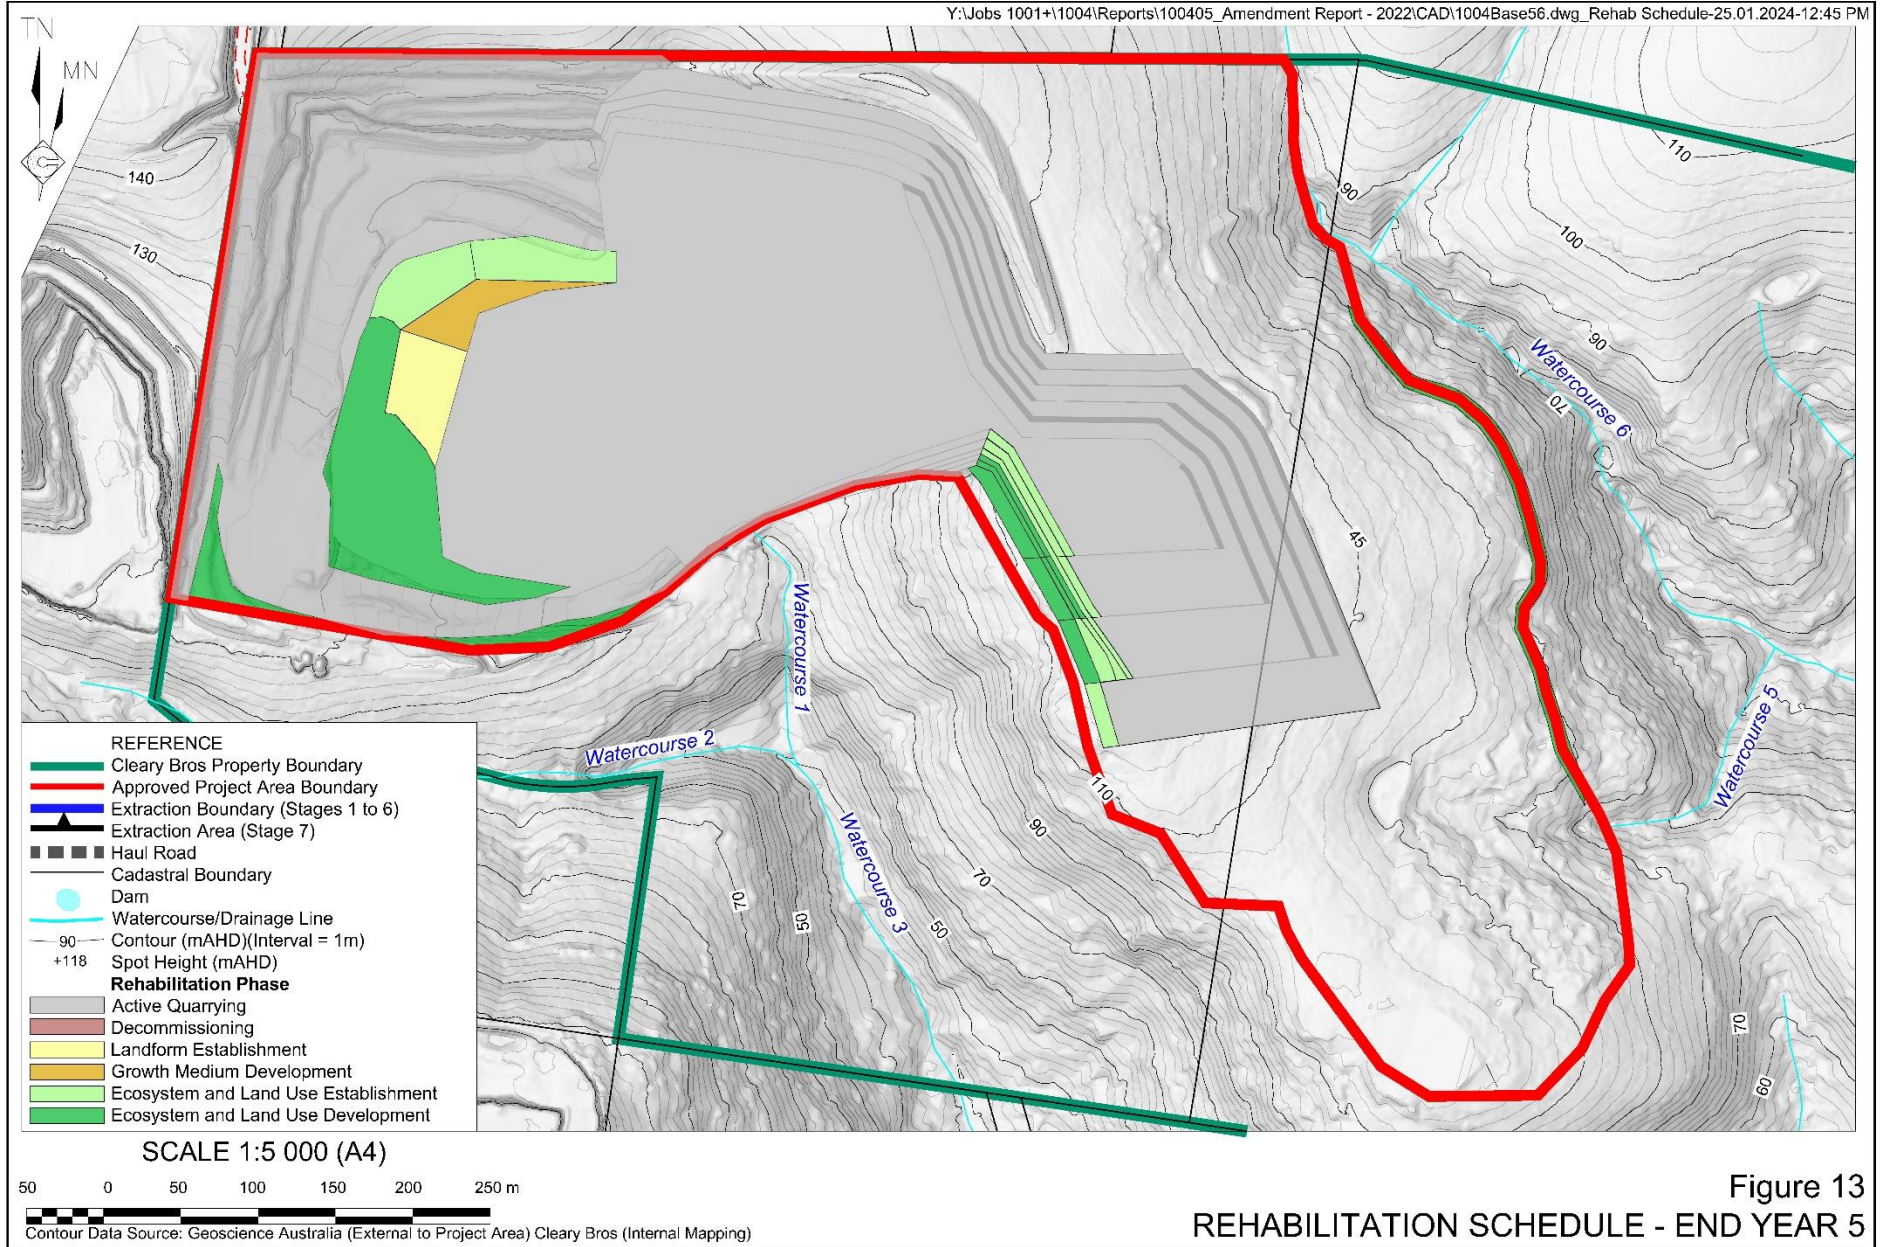 Y:\Jobs 1001+\1004\Reports\100405_Amendment Report - 2022\CAD\1004Base56.dwg_Rehab Schedule-25.01.2024-12:45 PM
TN
MN
140
130
110
90
100
90
Watercourse 6
70
45
Watercourse 1
Watercourse 2
Watercourse 5
110
90
Watercourse 3
70
70
50
50
70
60
REFERENCE
Cleary Bros Property Boundary
Approved Project Area Boundary
Extraction Boundary (Stages 1 to 6)
Extraction Area (Stage 7)
Haul Road
Cadastral Boundary
Dam
Watercourse/Drainage Line
90 Contour (mAHD)(Interval = 1m)
+118 Spot Height (mAHD)
Rehabilitation Phase
Active Quarrying
Decommissioning
Landform Establishment
Growth Medium Development
Ecosystem and Land Use Establishment
Ecosystem and Land Use Development
SCALE 1:5 000 (A4)
50 0 50 100 150 200 250 m
Contour Data Source: Geoscience Australia (External to Project Area) Cleary Bros (Internal Mapping)
Figure 13
REHABILITATION SCHEDULE - END YEAR 5